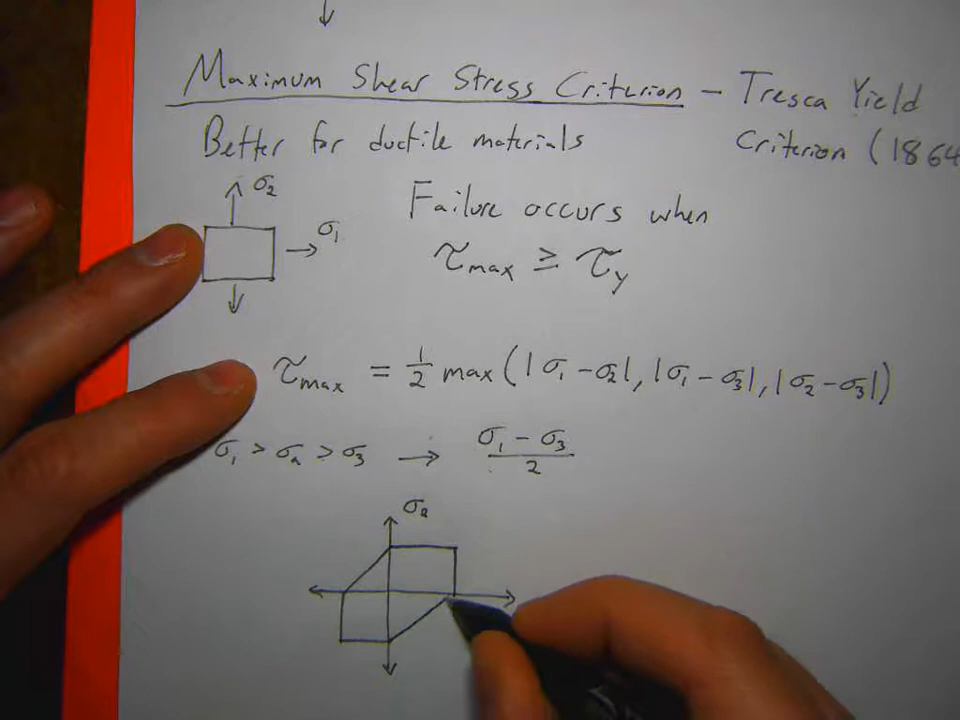 Maximum Shear Stress Criterion – Tresca Yield
Criterion (1864
Better for ductile materials
σ₂
σ₁
Failure occurs when
τmax ≥ τy
τmax = 1/2 max(|σ₁ - σ₂|, |σ₁ - σ₃|, |σ₂ - σ₃|)
σ₁ > σ₂ > σ₃ → (σ₁ - σ₃)/2
σ₂